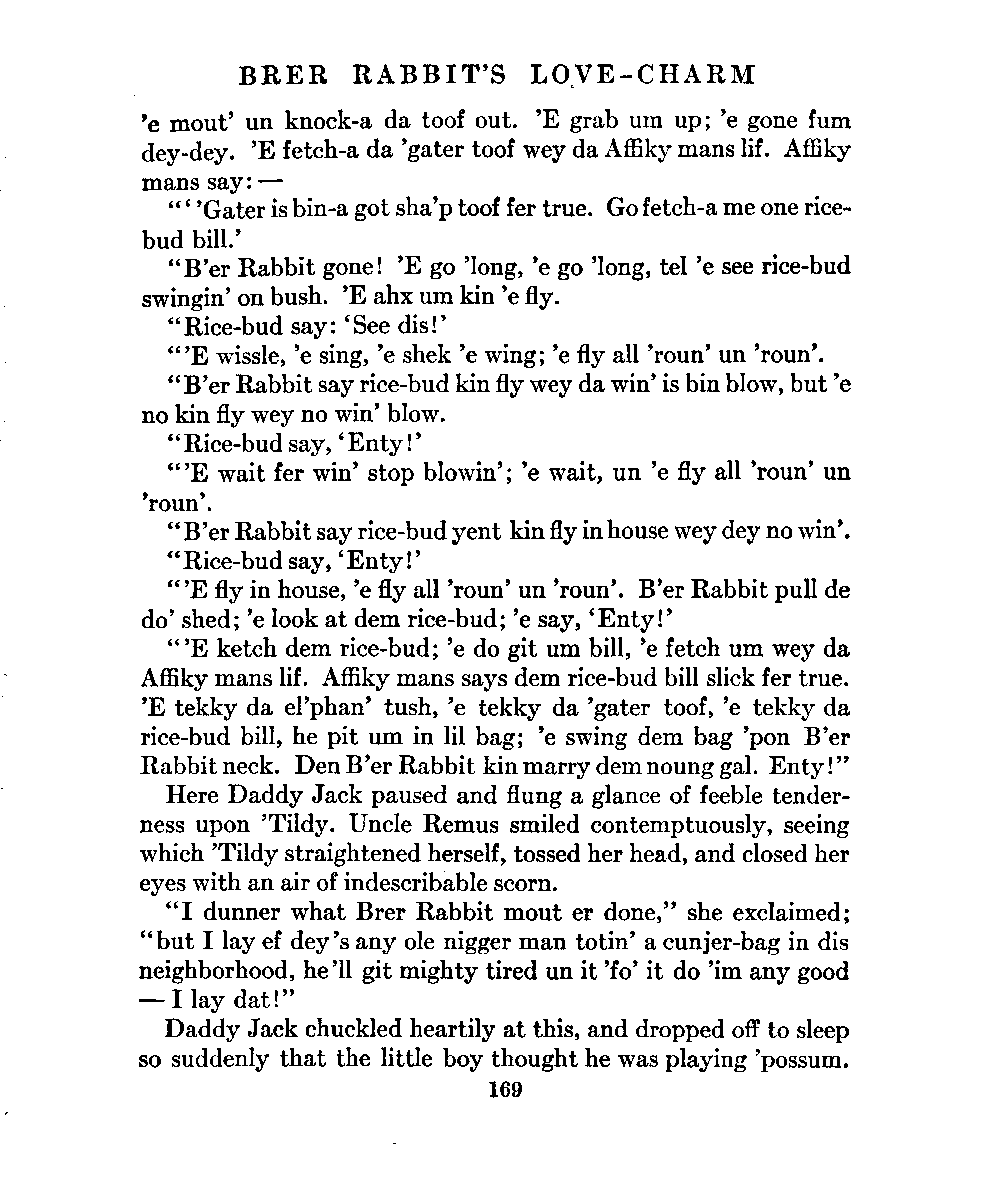 BRER RABBIT'S LOVE-CHARM
'e mout' un knock-a da toof out. 'E grab um up; 'e gone fum
dey-dey. 'E fetch-a da 'gater toof wey da Affiky mans lif. Affiky
mans say: —
"' 'Gater is bin-a got sha'p toof fer true. Go fetch-a me one rice-
bud bill.'
"B'er Rabbit gone! 'E go 'long, 'e go 'long, tel 'e see rice-bud
swingin' on bush. 'E ahx um kin 'e fly.
"Rice-bud say: 'See dis!'
"'E wissle, 'e sing, 'e shek 'e wing; 'e fly all 'roun' un 'roun'.
"B'er Rabbit say rice-bud kin fly wey da win' is bin blow, but 'e
no kin fly wey no win' blow.
"Rice-bud say, 'Enty!'
"'E wait fer win' stop blowin'; 'e wait, un 'e fly all 'roun' un
'roun'.
"B'er Rabbit say rice-bud yent kin fly in house wey dey no win'.
"Rice-bud say, 'Enty!'
"'E fly in house, 'e fly all 'roun' un 'roun'. B'er Rabbit pull de
do' shed; 'e look at dem rice-bud; 'e say, 'Enty!'
"'E ketch dem rice-bud; 'e do git um bill, 'e fetch um wey da
Affiky mans lif. Affiky mans says dem rice-bud bill slick fer true.
'E tekky da el'phan' tush, 'e tekky da 'gater toof, 'e tekky da
rice-bud bill, he pit um in lil bag; 'e swing dem bag 'pon B'er
Rabbit neck. Den B'er Rabbit kin marry dem noung gal. Enty!"
Here Daddy Jack paused and flung a glance of feeble tender-
ness upon 'Tildy. Uncle Remus smiled contemptuously, seeing
which 'Tildy straightened herself, tossed her head, and closed her
eyes with an air of indescribable scorn.
"I dunner what Brer Rabbit mout er done," she exclaimed;
"but I lay ef dey's any ole nigger man totin' a cunjer-bag in dis
neighborhood, he'll git mighty tired un it 'fo' it do 'im any good
— I lay dat!"
Daddy Jack chuckled heartily at this, and dropped off to sleep
so suddenly that the little boy thought he was playing 'possum.
169